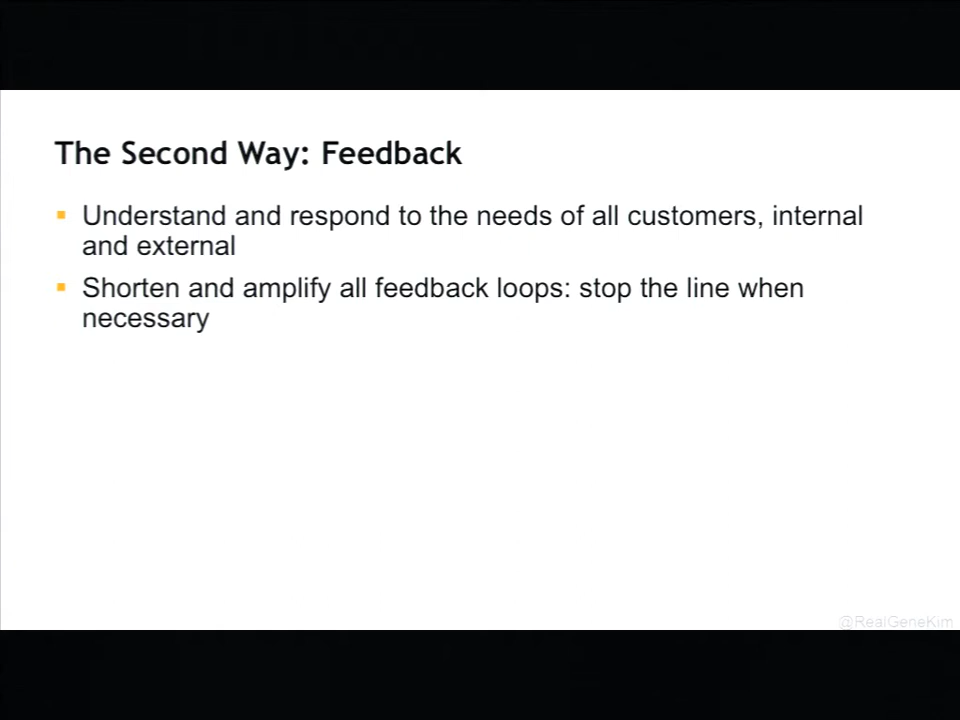 The Second Way: Feedback
Understand and respond to the needs of all customers, internal
and external
Shorten and amplify all feedback loops: stop the line when
necessary
@RealGeneKim